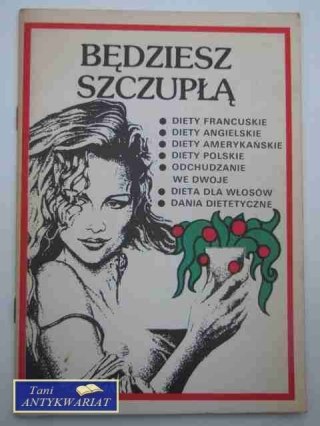 BĘDZIESZ
SZCZUPŁĄ
● DIETY FRANCUSKIE
● DIETY ANGIELSKIE
● DIETY AMERYKAŃSKIE
● DIETY POLSKIE
● ODCHUDZANIE
WE DWOJE
● DIETA DLA WŁOSÓW
● DANIA DIETETYCZNE
Tani
ANTYKWARIAT